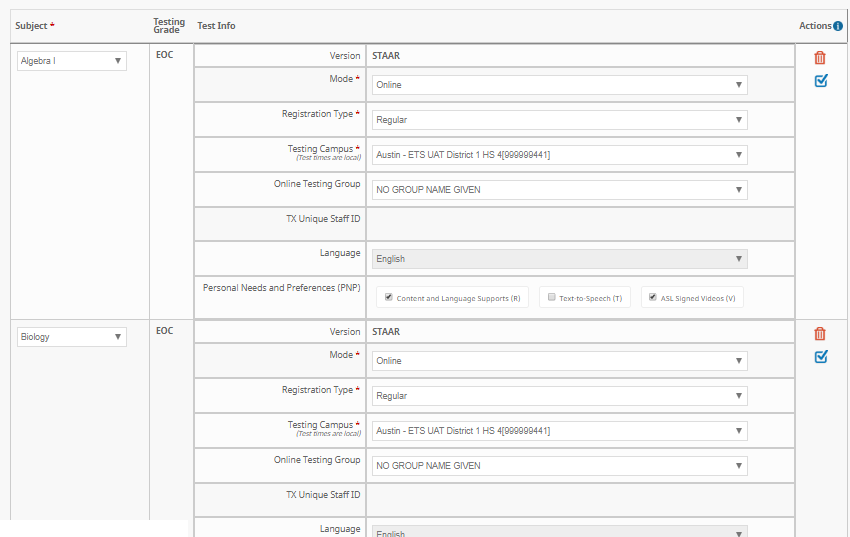 Subject * Testing Grade Test Info Actions
Algebra I EOC Version STAAR
Mode * Online
Registration Type * Regular
Testing Campus * Austin - ETS UAT District 1 HS 4[999999441]
(Test times are local)
Online Testing Group NO GROUP NAME GIVEN
TX Unique Staff ID
Language English
Personal Needs and Preferences (PNP) Content and Language Supports (R) Text-to-Speech (T) ASL Signed Videos (V)
Biology EOC Version STAAR
Mode * Online
Registration Type * Regular
Testing Campus * Austin - ETS UAT District 1 HS 4[999999441]
(Test times are local)
Online Testing Group NO GROUP NAME GIVEN
TX Unique Staff ID
Language English